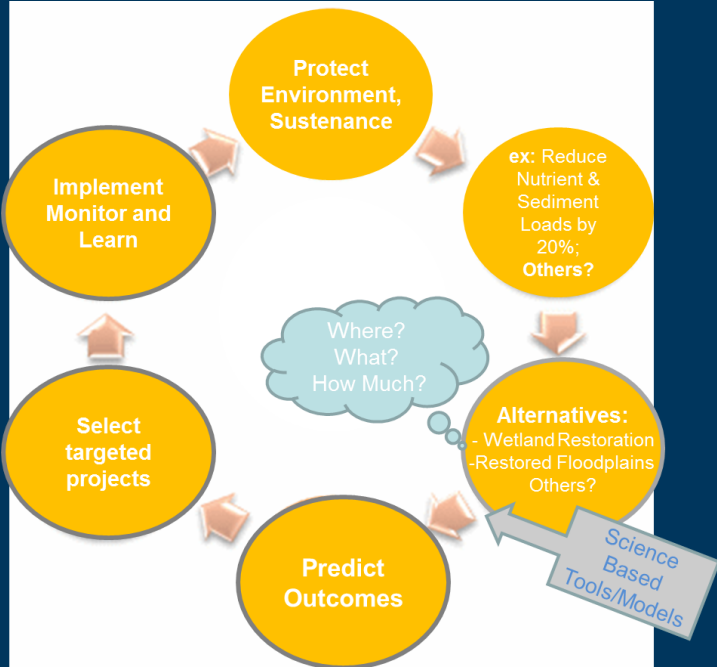 Protect
Environment,
Sustenance
ex: Reduce
Nutrient &
Sediment
Loads by
20%;
Others?
Where?
What?
How Much?
Alternatives:
- Wetland Restoration
-Restored Floodplains
Others?
Science
Based
Tools/Models
Predict
Outcomes
Select
targeted
projects
Implement
Monitor and
Learn